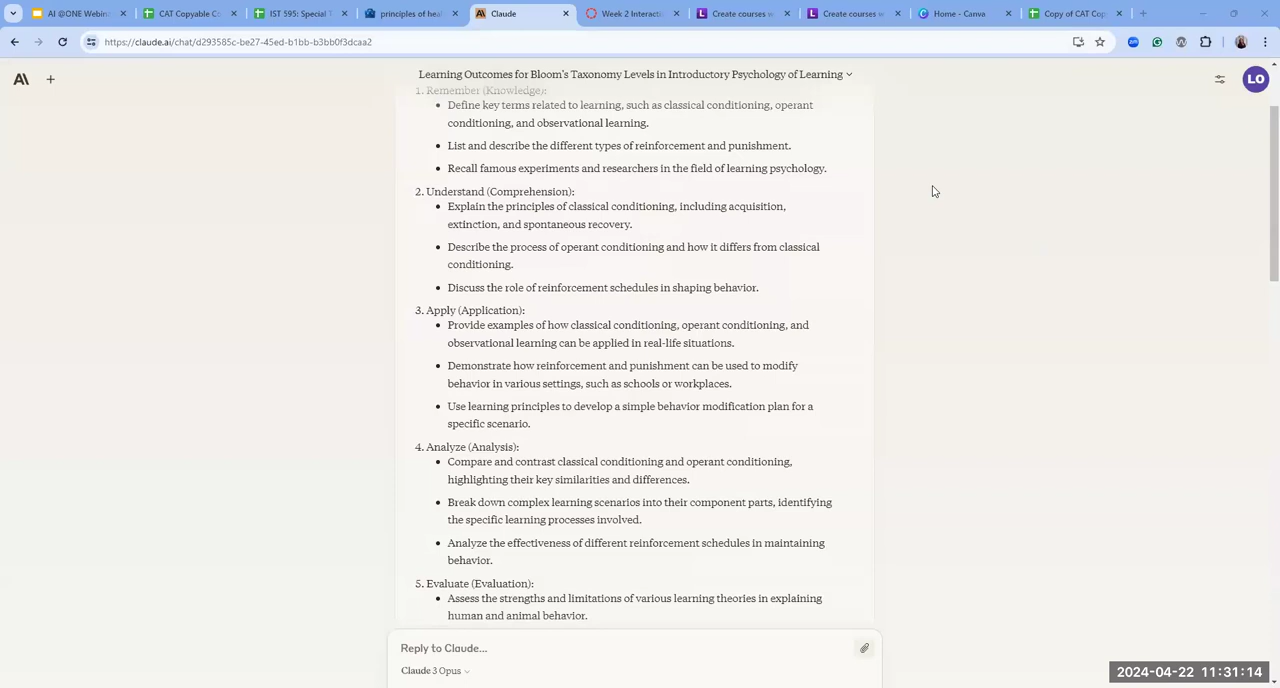 AI @ONE Webin
CAT Copyable C
IST 595: Special T
principles of hea
Claude
Week 2 Interacti
Create courses w
Create courses w
Home - Canva
Copy of CAT Cop
https://claude.ai/chat/d293585c-be27-45ed-b1bb-b3bb0f3dcaa2
Learning Outcomes for Bloom's Taxonomy Levels in Introductory Psychology of Learning
LO
1. Remember (Knowledge):
• Define key terms related to learning, such as classical conditioning, operant
conditioning, and observational learning.
• List and describe the different types of reinforcement and punishment.
• Recall famous experiments and researchers in the field of learning psychology.
2. Understand (Comprehension):
• Explain the principles of classical conditioning, including acquisition,
extinction, and spontaneous recovery.
• Describe the process of operant conditioning and how it differs from classical
conditioning.
• Discuss the role of reinforcement schedules in shaping behavior.
3. Apply (Application):
• Provide examples of how classical conditioning, operant conditioning, and
observational learning can be applied in real-life situations.
• Demonstrate how reinforcement and punishment can be used to modify
behavior in various settings, such as schools or workplaces.
• Use learning principles to develop a simple behavior modification plan for a
specific scenario.
4. Analyze (Analysis):
• Compare and contrast classical conditioning and operant conditioning,
highlighting their key similarities and differences.
• Break down complex learning scenarios into their component parts, identifying
the specific learning processes involved.
• Analyze the effectiveness of different reinforcement schedules in maintaining
behavior.
5. Evaluate (Evaluation):
• Assess the strengths and limitations of various learning theories in explaining
human and animal behavior.
Reply to Claude...
Claude 3 Opus
2024-04-22 11:31:14